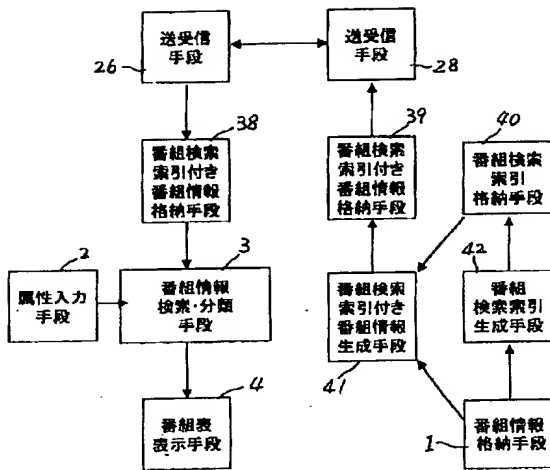 送受信
手段
26
送受信
手段
28
38
番組検索
索引付き
番組情報
格納手段
39
番組検索
索引付き
番組情報
格納手段
40
番組検索
索引
格納手段
2
属性入力
手段
3
番組情報
検索・分類
手段
番組検索
索引付き
番組情報
生成手段
41
42
番組
検索索引
生成手段
4
番組表
表示手段
1
番組情報
格納手段